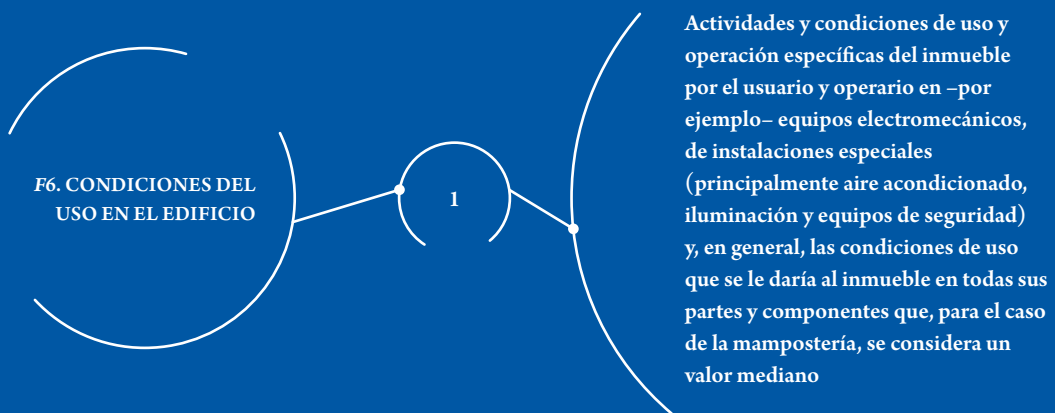 F6. CONDICIONES DEL
USO EN EL EDIFICIO
1
Actividades y condiciones de uso y
operación específicas del inmueble
por el usuario y operario en –por
ejemplo– equipos electromecánicos,
de instalaciones especiales
(principalmente aire acondicionado,
iluminación y equipos de seguridad)
y, en general, las condiciones de uso
que se le daría al inmueble en todas sus
partes y componentes que, para el caso
de la mampostería, se considera un
valor mediano